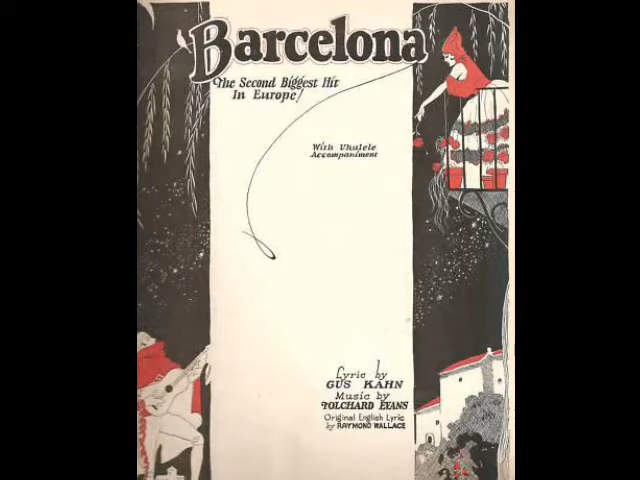 Barcelona
The Second Biggest Hit
In Europe!
With Ukulele
Accompaniment
Lyric by
GUS KAHN
Music by
TOLCHARD EVANS
Original English Lyric
by RAYMOND WALLACE